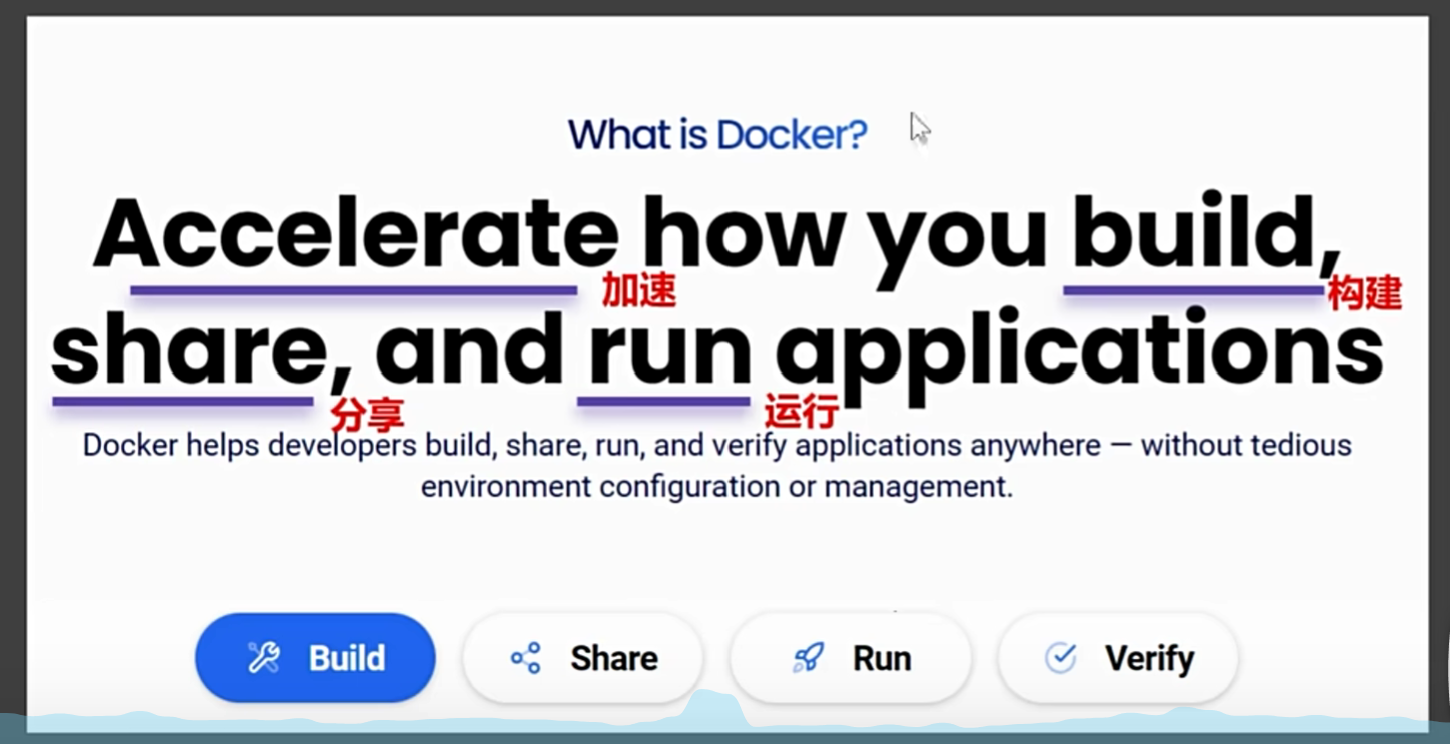 What is Docker?
Accelerate how you build,
加速
构建
share, and run applications
分享
运行
Docker helps developers build, share, run, and verify applications anywhere — without tedious
environment configuration or management.
Build
Share
Run
Verify